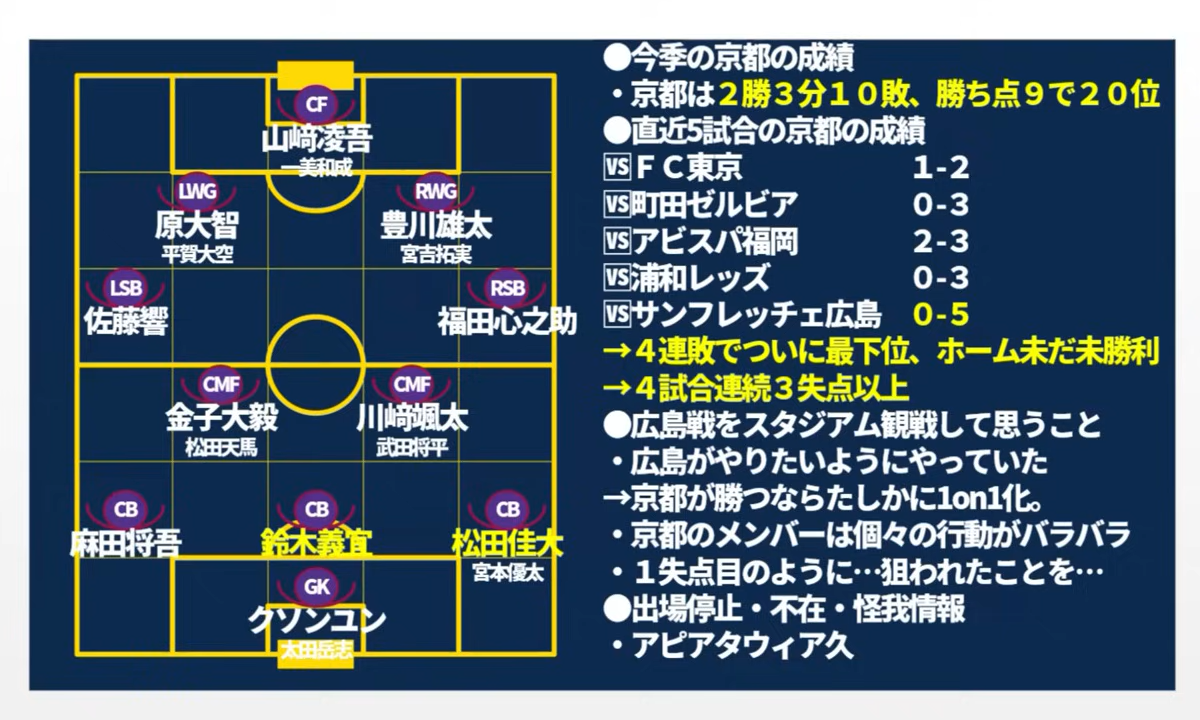 CF
山﨑凌吾
一美和成
LWG
原大智
平賀大空
RWG
豊川雄太
宮吉拓実
LSB
佐藤響
RSB
福田心之助
CMF
金子大毅
松田天馬
CMF
川﨑颯太
武田将平
CB
麻田将吾
CB
鈴木義宜
CB
松田佳大
宮本優太
GK
クソンユン
太田岳志
●今季の京都の成績
・京都は２勝３分１０敗、勝ち点９で２０位
●直近5試合の京都の成績
🆚ＦＣ東京 １-２
🆚町田ゼルビア ０-３
🆚アビスパ福岡 ２-３
🆚浦和レッズ ０-３
🆚サンフレッチェ広島 ０-５
→４連敗でついに最下位、ホーム未だ未勝利
→４試合連続３失点以上
●広島戦をスタジアム観戦して思うこと
・広島がやりたいようにやっていた
→京都が勝つならたしかに1on1化。
・京都のメンバーは個々の行動がバラバラ
・１失点目のように…狙われたことを…
●出場停止・不在・怪我情報
・アピアタウィア久